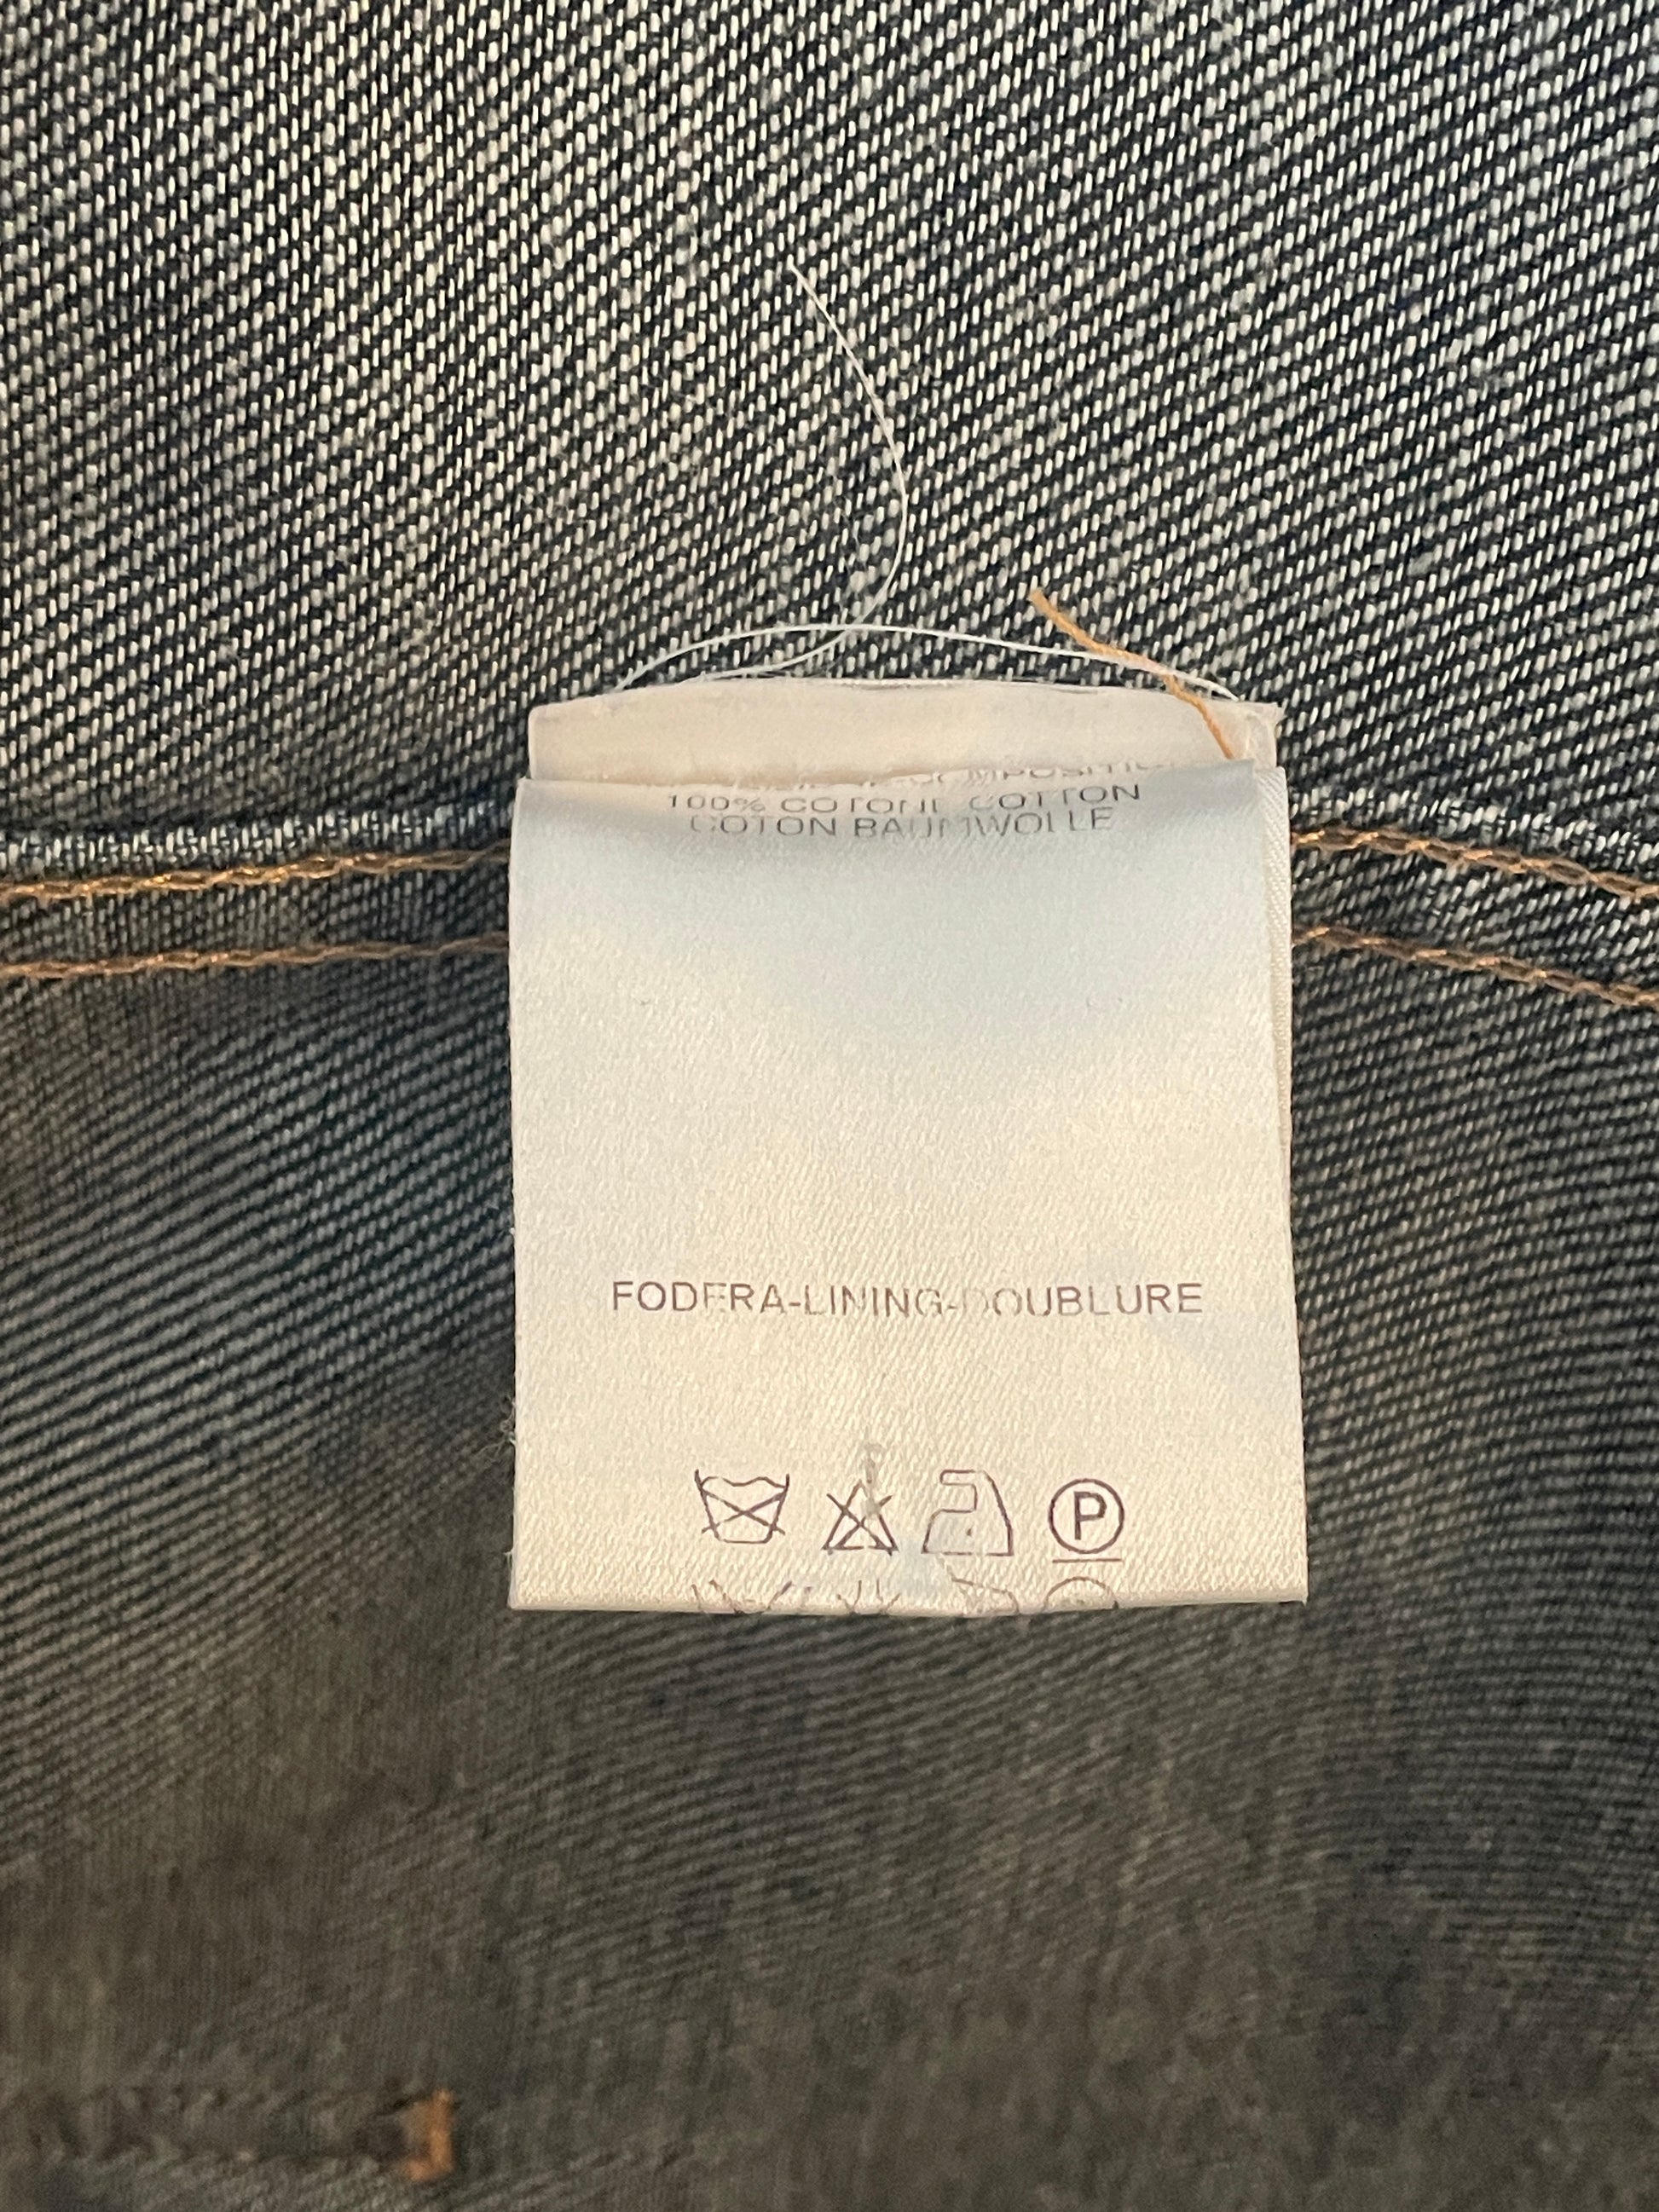 100% COTONE COTTON
COTON BAUMWOLLE
FODERA-LINING-DOUBLURE
P